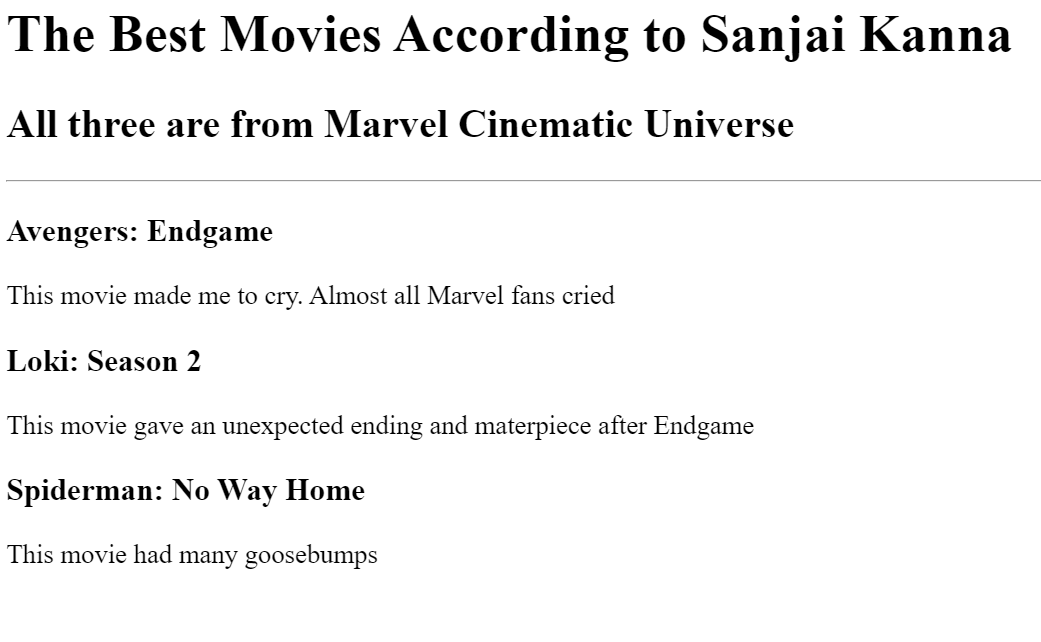 The Best Movies According to Sanjai Kanna
All three are from Marvel Cinematic Universe
Avengers: Endgame
This movie made me to cry. Almost all Marvel fans cried
Loki: Season 2
This movie gave an unexpected ending and materpiece after Endgame
Spiderman: No Way Home
This movie had many goosebumps